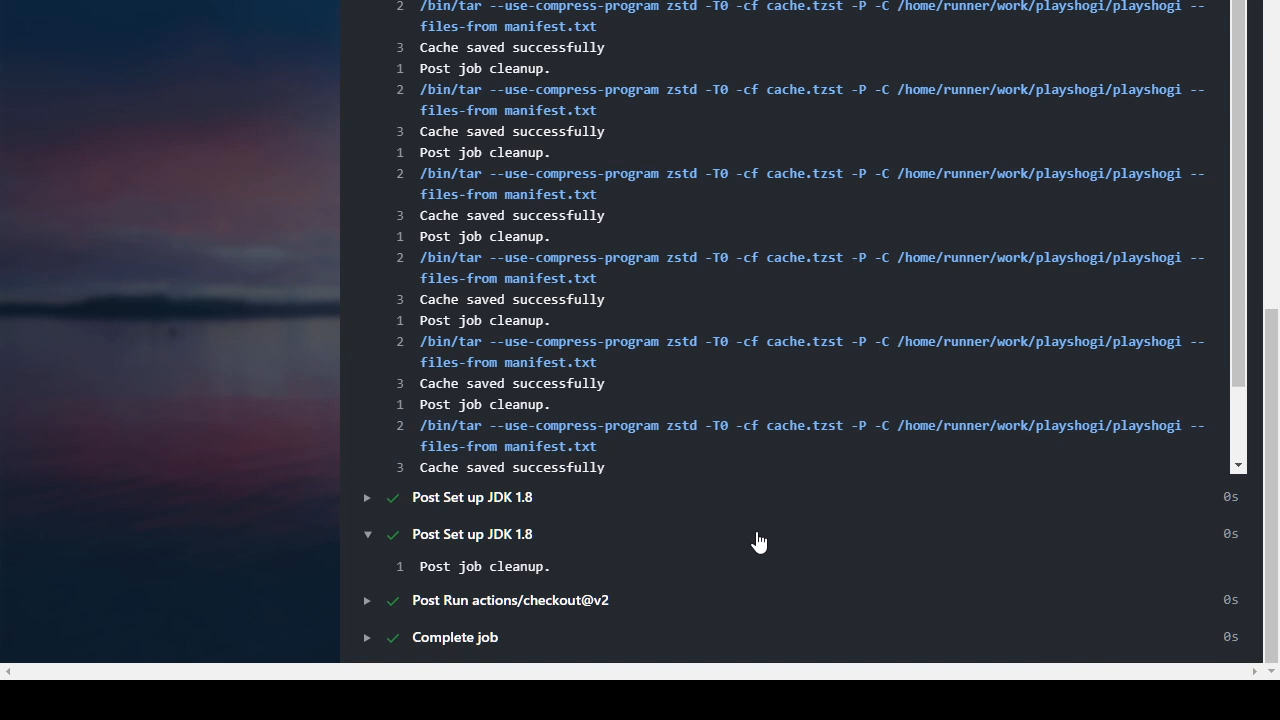 2 /bin/tar --use-compress-program zstd -T0 -cf cache.tzst -P -C /home/runner/work/playshogi/playshogi --
files-from manifest.txt
3 Cache saved successfully
1 Post job cleanup.
2 /bin/tar --use-compress-program zstd -T0 -cf cache.tzst -P -C /home/runner/work/playshogi/playshogi --
files-from manifest.txt
3 Cache saved successfully
1 Post job cleanup.
2 /bin/tar --use-compress-program zstd -T0 -cf cache.tzst -P -C /home/runner/work/playshogi/playshogi --
files-from manifest.txt
3 Cache saved successfully
1 Post job cleanup.
2 /bin/tar --use-compress-program zstd -T0 -cf cache.tzst -P -C /home/runner/work/playshogi/playshogi --
files-from manifest.txt
3 Cache saved successfully
1 Post job cleanup.
2 /bin/tar --use-compress-program zstd -T0 -cf cache.tzst -P -C /home/runner/work/playshogi/playshogi --
files-from manifest.txt
3 Cache saved successfully
1 Post job cleanup.
2 /bin/tar --use-compress-program zstd -T0 -cf cache.tzst -P -C /home/runner/work/playshogi/playshogi --
files-from manifest.txt
3 Cache saved successfully
Post Set up JDK 1.8 0s
Post Set up JDK 1.8 0s
1 Post job cleanup.
Post Run actions/checkout@v2 0s
Complete job 0s